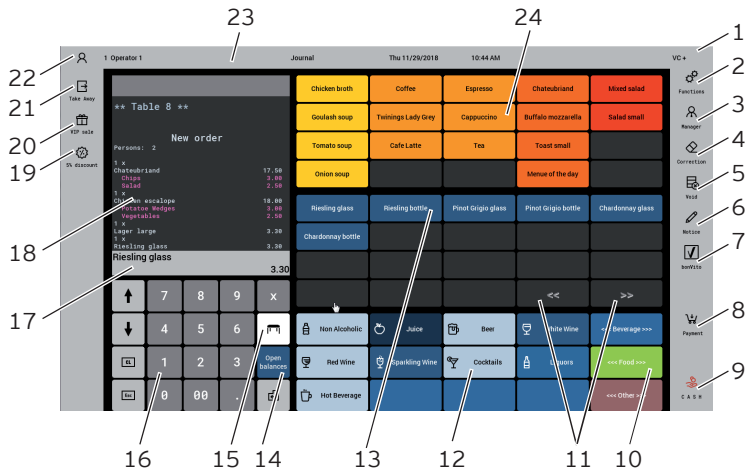 23
24
1
1 Operator 1
Journal
Thu 11/29/2018
10:44 AM
VC +
22
21
20
19
18
17
Take Away
VIP sale
5% discount
** Table 8 **
New order
Persons: 2
1 x
Chateubriand 17.50
Chips 3.00
Salad 2.50
1 x
Chicken escalope 18.00
Potatoe Wedges 3.00
Vegetables 2.50
1 x
Lager large 3.30
1 x
Riesling glass 3.30
Riesling glass
3.30
7 8 9 x
4 5 6
CL 1 2 3 Open balances
Esc 0 00 .
Chicken broth Coffee Espresso Chateubriand Mixed salad
Goulash soup Twinings Lady Grey Cappuccino Buffalo mozzarella Salad small
Tomato soup Cafe Latte Tea Toast small
Onion soup Menue of the day
Riesling glass Riesling bottle Pinot Grigio glass Pinot Grigio bottle Chardonnay glass
Chardonnay bottle
<< >>
Non Alcoholic Juice Beer White Wine <<< Beverage >>>
Red Wine Sparkling Wine Cocktails Liquors <<< Food >>>
Hot Beverage <<< Other >>>
Functions
Manager
Correction
Void
Notice
bonVito
Payment
CASH
2
3
4
5
6
7
8
9
16 15 14 13 12 11 10